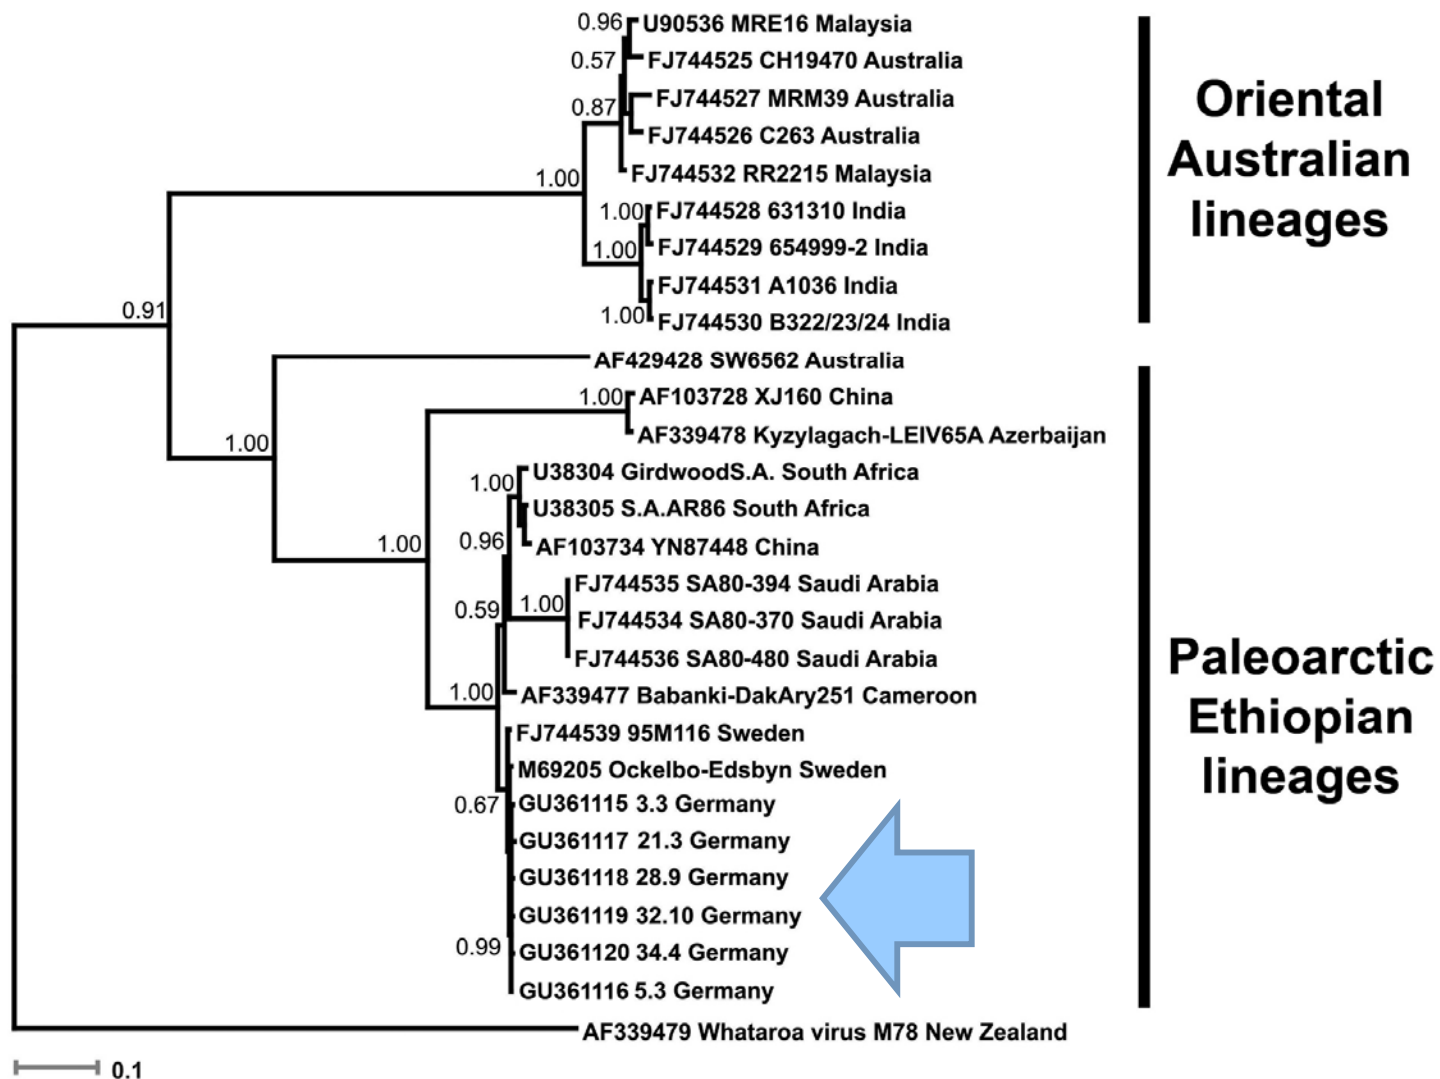 0.96
U90536 MRE16 Malaysia
0.57
FJ744525 CH19470 Australia
FJ744527 MRM39 Australia
0.87
FJ744526 C263 Australia
FJ744532 RR2215 Malaysia
1.00
1.00
FJ744528 631310 India
1.00
FJ744529 654999-2 India
FJ744531 A1036 India
1.00
FJ744530 B322/23/24 India
Oriental
Australian
lineages
0.91
AF429428 SW6562 Australia
1.00
AF103728 XJ160 China
AF339478 Kyzylagach-LEIV65A Azerbaijan
1.00
1.00
U38304 GirdwoodS.A. South Africa
U38305 S.A.AR86 South Africa
1.00
0.96
AF103734 YN87448 China
FJ744535 SA80-394 Saudi Arabia
0.59
1.00
FJ744534 SA80-370 Saudi Arabia
FJ744536 SA80-480 Saudi Arabia
1.00
AF339477 Babanki-DakAry251 Cameroon
FJ744539 95M116 Sweden
M69205 Ockelbo-Edsbyn Sweden
0.67
GU361115 3.3 Germany
GU361117 21.3 Germany
GU361118 28.9 Germany
GU361119 32.10 Germany
0.99
GU361120 34.4 Germany
GU361116 5.3 Germany
Paleoarctic
Ethiopian
lineages
AF339479 Whataroa virus M78 New Zealand
0.1